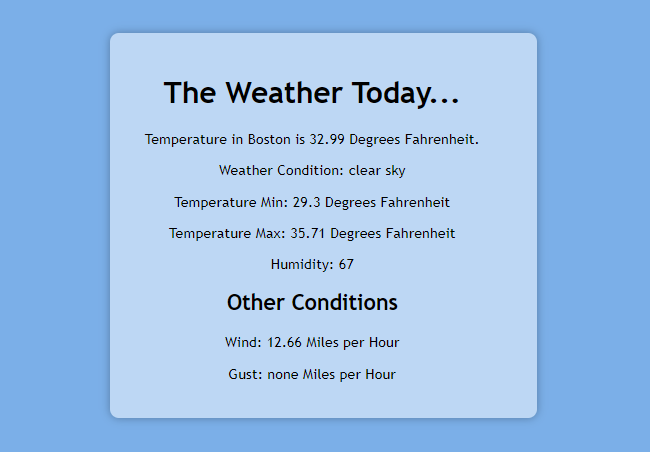 The Weather Today...
Temperature in Boston is 32.99 Degrees Fahrenheit.
Weather Condition: clear sky
Temperature Min: 29.3 Degrees Fahrenheit
Temperature Max: 35.71 Degrees Fahrenheit
Humidity: 67
Other Conditions
Wind: 12.66 Miles per Hour
Gust: none Miles per Hour